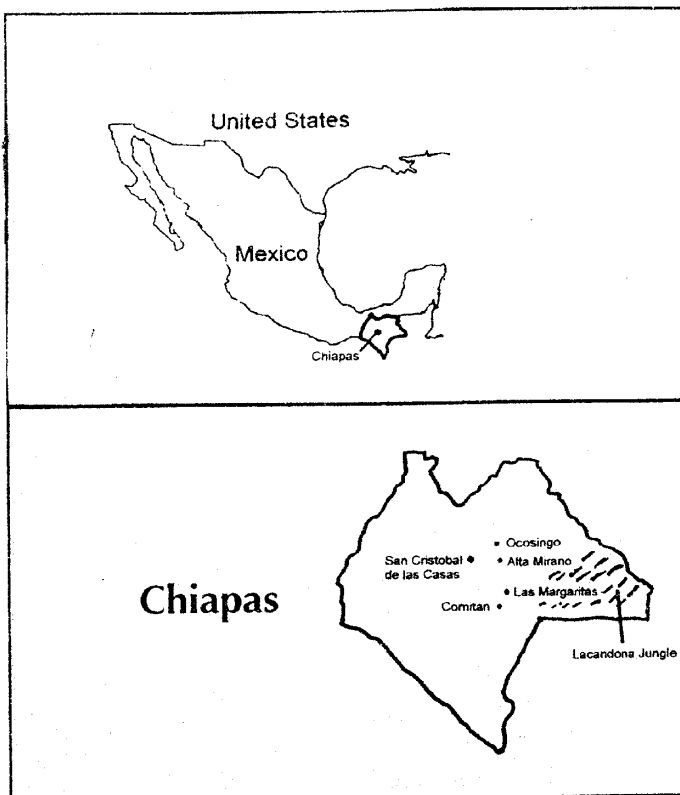 United States
Mexico
Chiapas
Chiapas
Ocosingo
San Cristobal
de las Casas
Alta Mirano
Las Margaritas
Comitan
Lacandona Jungle